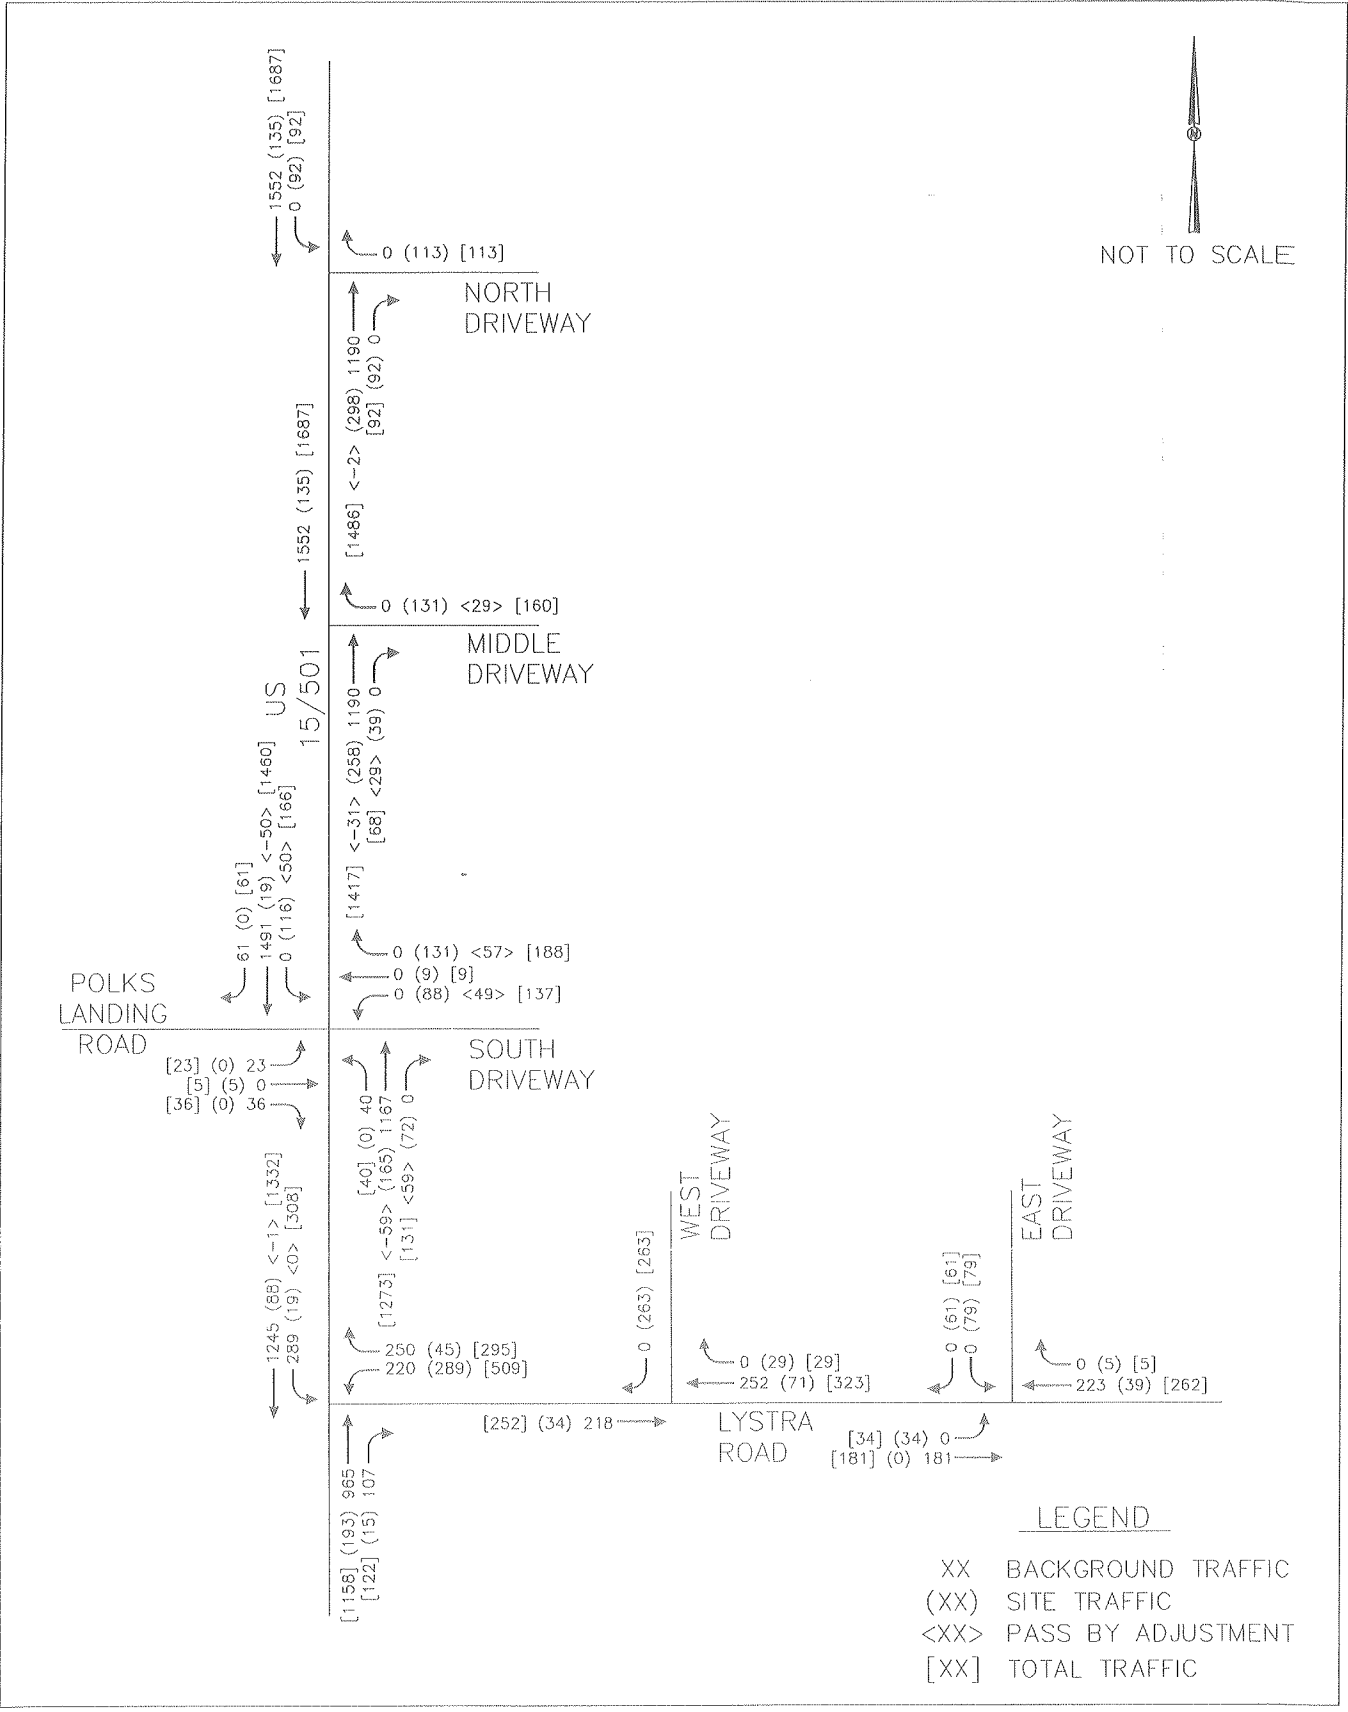 1552 (135) [1687]
0 (92) [92]
0 (113) [113]
NOT TO SCALE
N
NORTH
DRIVEWAY
[1486] <-2> (298) 1190
[92] (92) 0
1552 (135) [1687]
0 (131) <29> [160]
MIDDLE
DRIVEWAY
US
15/501
[1417] <-31> (258) 1190
[68] <29> (39) 0
61 (0) [61]
1491 (19) <-50> [1460]
0 (116) <50> [166]
0 (131) <57> [188]
0 (9) [9]
0 (88) <49> [137]
POLKS
LANDING
ROAD
SOUTH
DRIVEWAY
[23] (0) 23
[5] (5) 0
[36] (0) 36
[40] (0) 40
[1273] <-59> (165) 1167
[131] <59> (72) 0
1245 (88) <-1> [1332]
289 (19) <0> [308]
250 (45) [295]
220 (289) [509]
WEST
DRIVEWAY
EAST
DRIVEWAY
0 (263) [263]
0 (61) [61]
0 (79) [79]
0 (29) [29]
252 (71) [323]
0 (5) [5]
223 (39) [262]
[252] (34) 218
LYSTRA
ROAD
[34] (34) 0
[181] (0) 181
[1158] (193) 965
[122] (15) 107
LEGEND
XX BACKGROUND TRAFFIC
(XX) SITE TRAFFIC
<XX> PASS BY ADJUSTMENT
[XX] TOTAL TRAFFIC